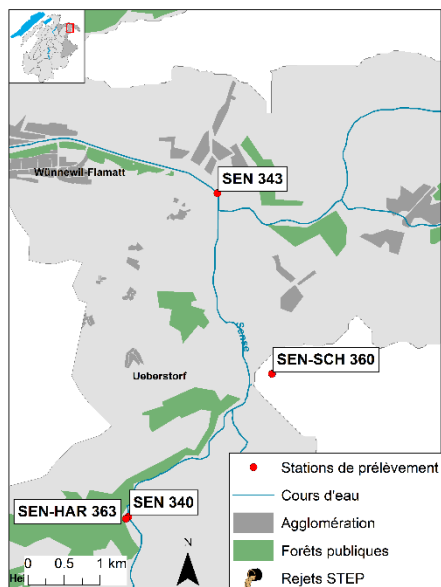 Wünnewil-Flamatt
SEN 343
Sense
SEN-SCH 360
Ueberstorf
SEN-HAR 363
SEN 340
Stations de prélèvement
Cours d'eau
Agglomération
Forêts publiques
Rejets STEP
N
0 0.5 1 km